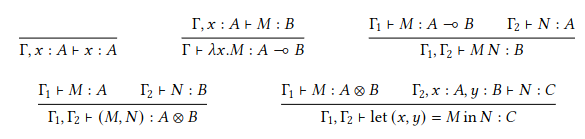 Γ, x : A ⊢ x : A
Γ, x : A ⊢ M : B
Γ ⊢ λx.M : A ⊸ B
Γ₁ ⊢ M : A ⊸ B Γ₂ ⊢ N : A
Γ₁, Γ₂ ⊢ M N : B
Γ₁ ⊢ M : A Γ₂ ⊢ N : B
Γ₁, Γ₂ ⊢ (M, N) : A ⊗ B
Γ₁ ⊢ M : A ⊗ B Γ₂, x : A, y : B ⊢ N : C
Γ₁, Γ₂ ⊢ let (x, y) = M in N : C